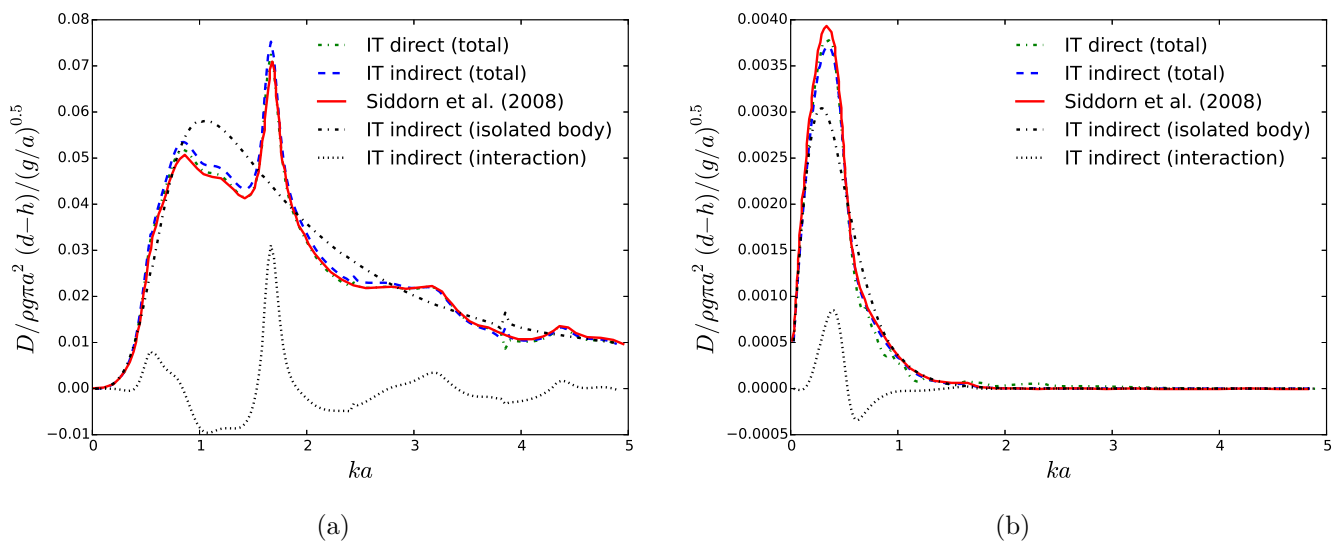 0.08
0.07
0.06
0.05
0.04
0.03
0.02
0.01
0.00
−0.01
D/ρgπa² (d−h)/(g/a)^0.5
IT direct (total)
IT indirect (total)
Siddorn et al. (2008)
IT indirect (isolated body)
IT indirect (interaction)
0 1 2 3 4 5
ka
(a)
0.0040
0.0035
0.0030
0.0025
0.0020
0.0015
0.0010
0.0005
0.0000
−0.0005
D/ρgπa² (d−h)/(g/a)^0.5
IT direct (total)
IT indirect (total)
Siddorn et al. (2008)
IT indirect (isolated body)
IT indirect (interaction)
0 1 2 3 4 5
ka
(b)